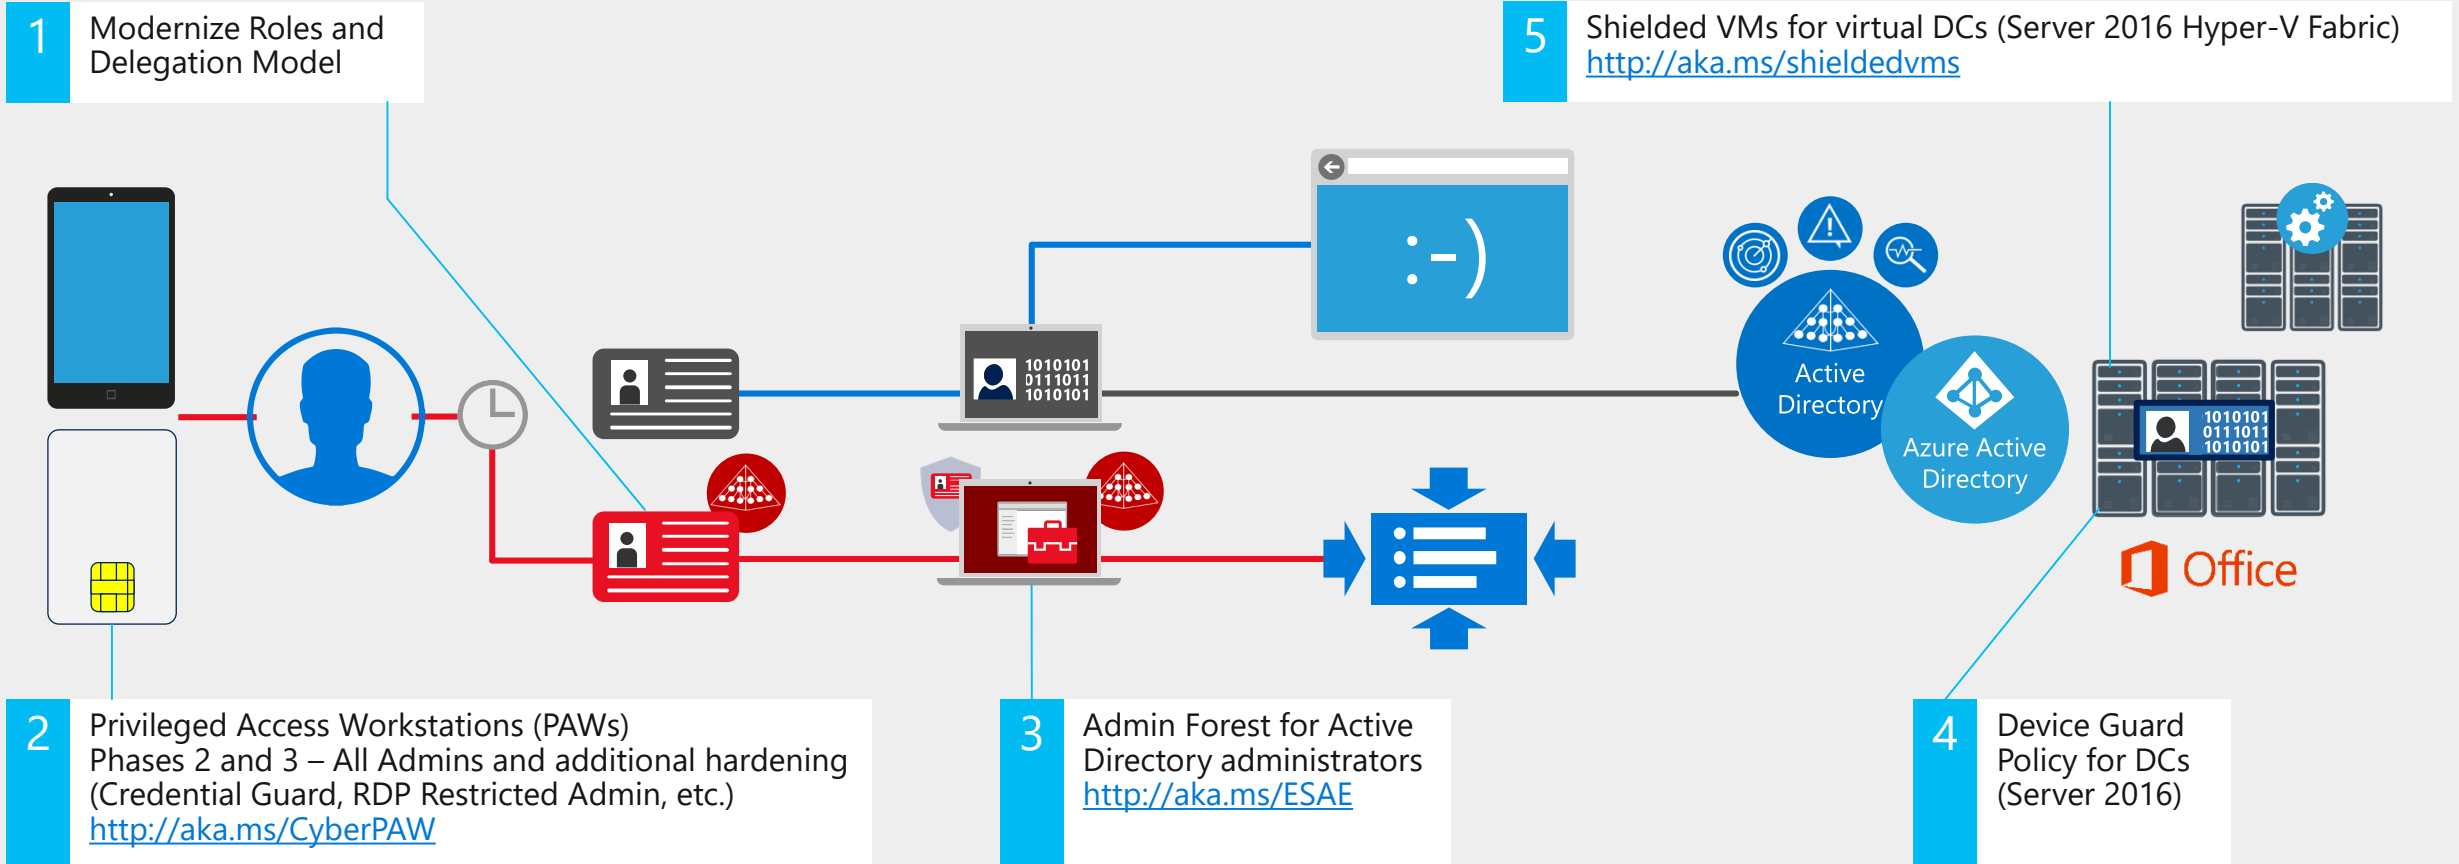 1
Modernize Roles and
Delegation Model
5
Shielded VMs for virtual DCs (Server 2016 Hyper-V Fabric)
http://aka.ms/shieldedvms
:-)
1010101
0111011
1010101
Active
Directory
Azure Active
Directory
1010101
0111011
1010101
Office
2
Privileged Access Workstations (PAWs)
Phases 2 and 3 – All Admins and additional hardening
(Credential Guard, RDP Restricted Admin, etc.)
http://aka.ms/CyberPAW
3
Admin Forest for Active
Directory administrators
http://aka.ms/ESAE
4
Device Guard
Policy for DCs
(Server 2016)